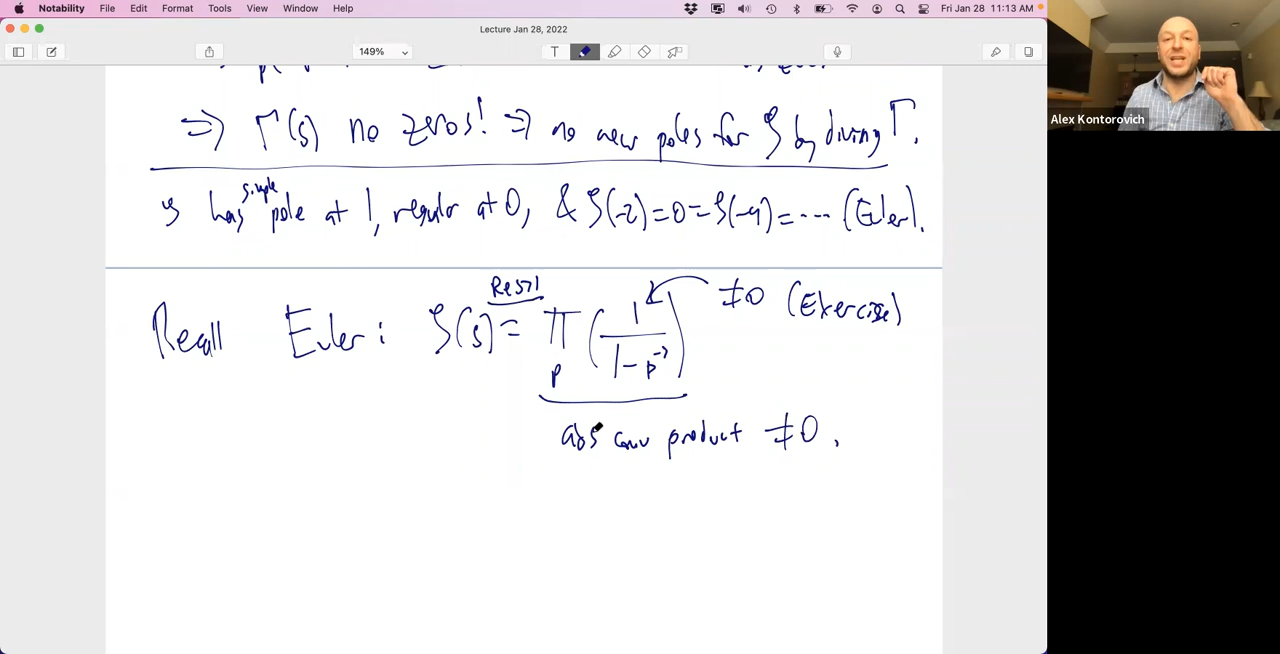 Notability File Edit Format Tools View Window Help Fri Jan 28 11:13 AM
Lecture Jan 28, 2022
149%
T
Alex Kontorovich
⇒ Γ(s) no zeros! ⇒ no new poles for ζ by diving Γ.
ζ has simple pole at 1, regular at 0, & ζ(-2)=0=ζ(-4)=--- (Euler).
Recall Euler: ζ(s) = ∏_p (1/(1-p^{-s})) ≠0 (Exercise)
Re s>1
abs conv product ≠0.